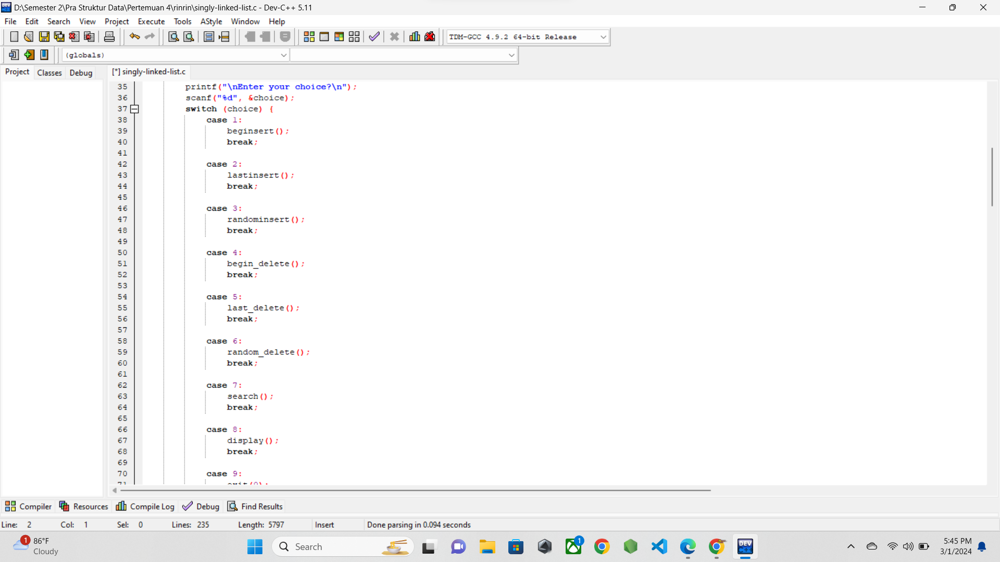 D:\Semester 2\Pra Struktur Data\Pertemuan 4\rinrin\singly-linked-list.c - Dev-C++ 5.11
File Edit Search View Project Execute Tools AStyle Window Help
TDM-GCC 4.9.2 64-bit Release
(globals)
Project Classes Debug [*] singly-linked-list.c
35 printf("\nEnter your choice?\n");
36 scanf("%d", &choice);
37 switch (choice) {
38 case 1:
39 beginsert();
40 break;
41
42 case 2:
43 lastinsert();
44 break;
45
46 case 3:
47 randominsert();
48 break;
49
50 case 4:
51 begin_delete();
52 break;
53
54 case 5:
55 last_delete();
56 break;
57
58 case 6:
59 random_delete();
60 break;
61
62 case 7:
63 search();
64 break;
65
66 case 8:
67 display();
68 break;
69
70 case 9:
71 exit(0);
Compiler Resources Compile Log Debug Find Results
Line: 2 Col: 1 Sel: 0 Lines: 235 Length: 5797 Insert Done parsing in 0.094 seconds
1 86°F
Cloudy
Search
1
DEV C++
5:45 PM
3/1/2024